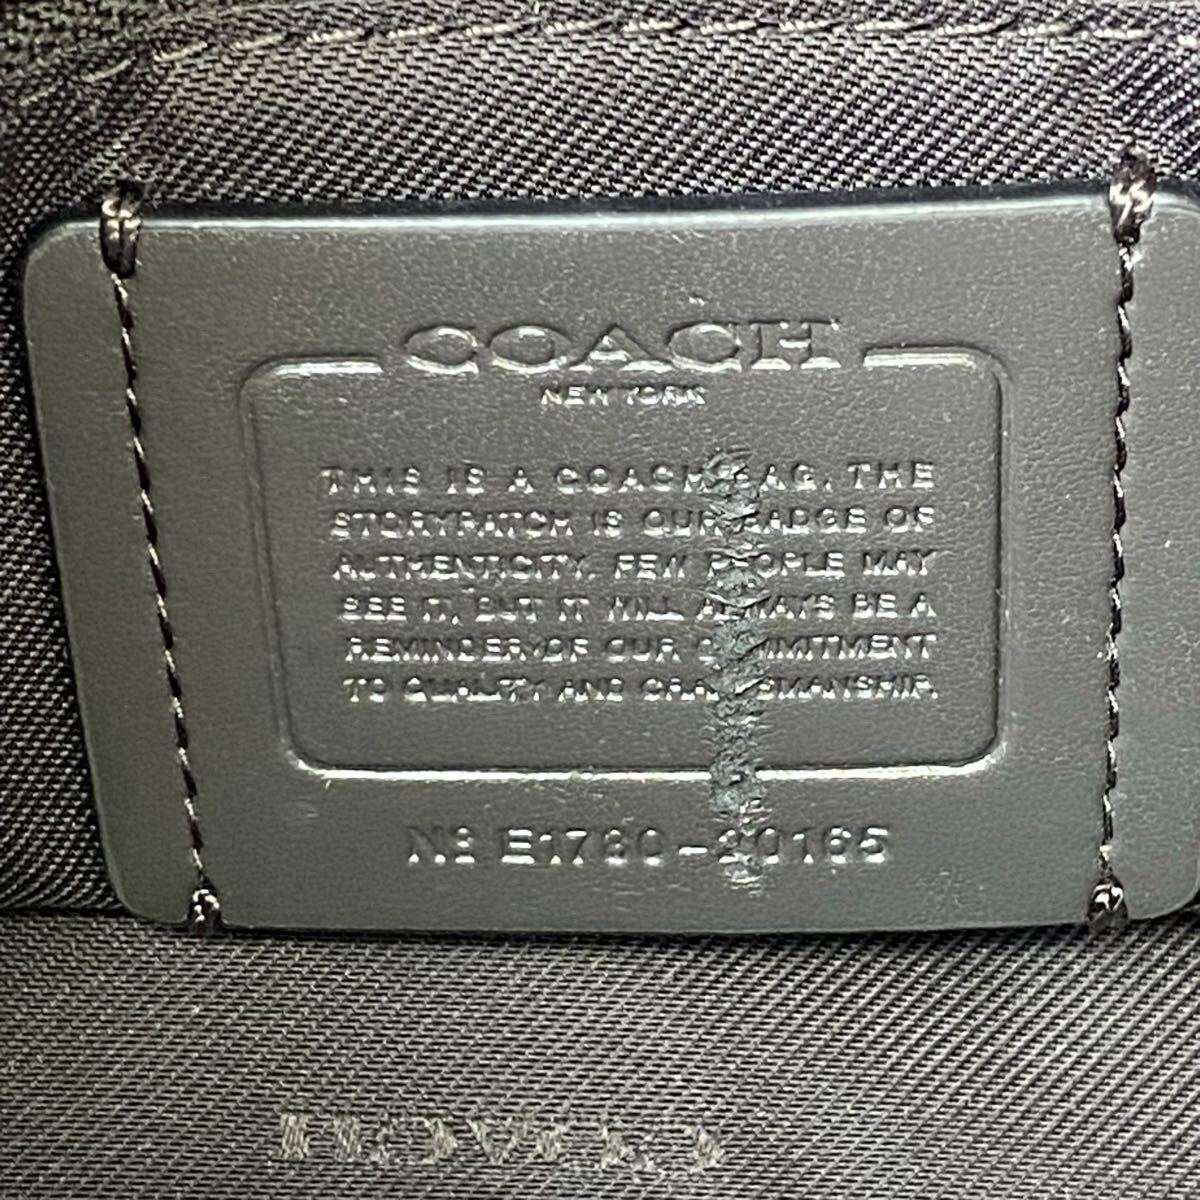 COACH
NEW YORK
THIS IS A COACH BAG. THE
STORYPATCH IS OUR BADGE OF
AUTHENTICITY. FEW PEOPLE MAY
SEE IT, BUT IT WILL ALWAYS BE A
REMINDER OF OUR COMMITMENT
TO QUALITY AND CRAFTSMANSHIP.
Nº E1780-20165
COACH